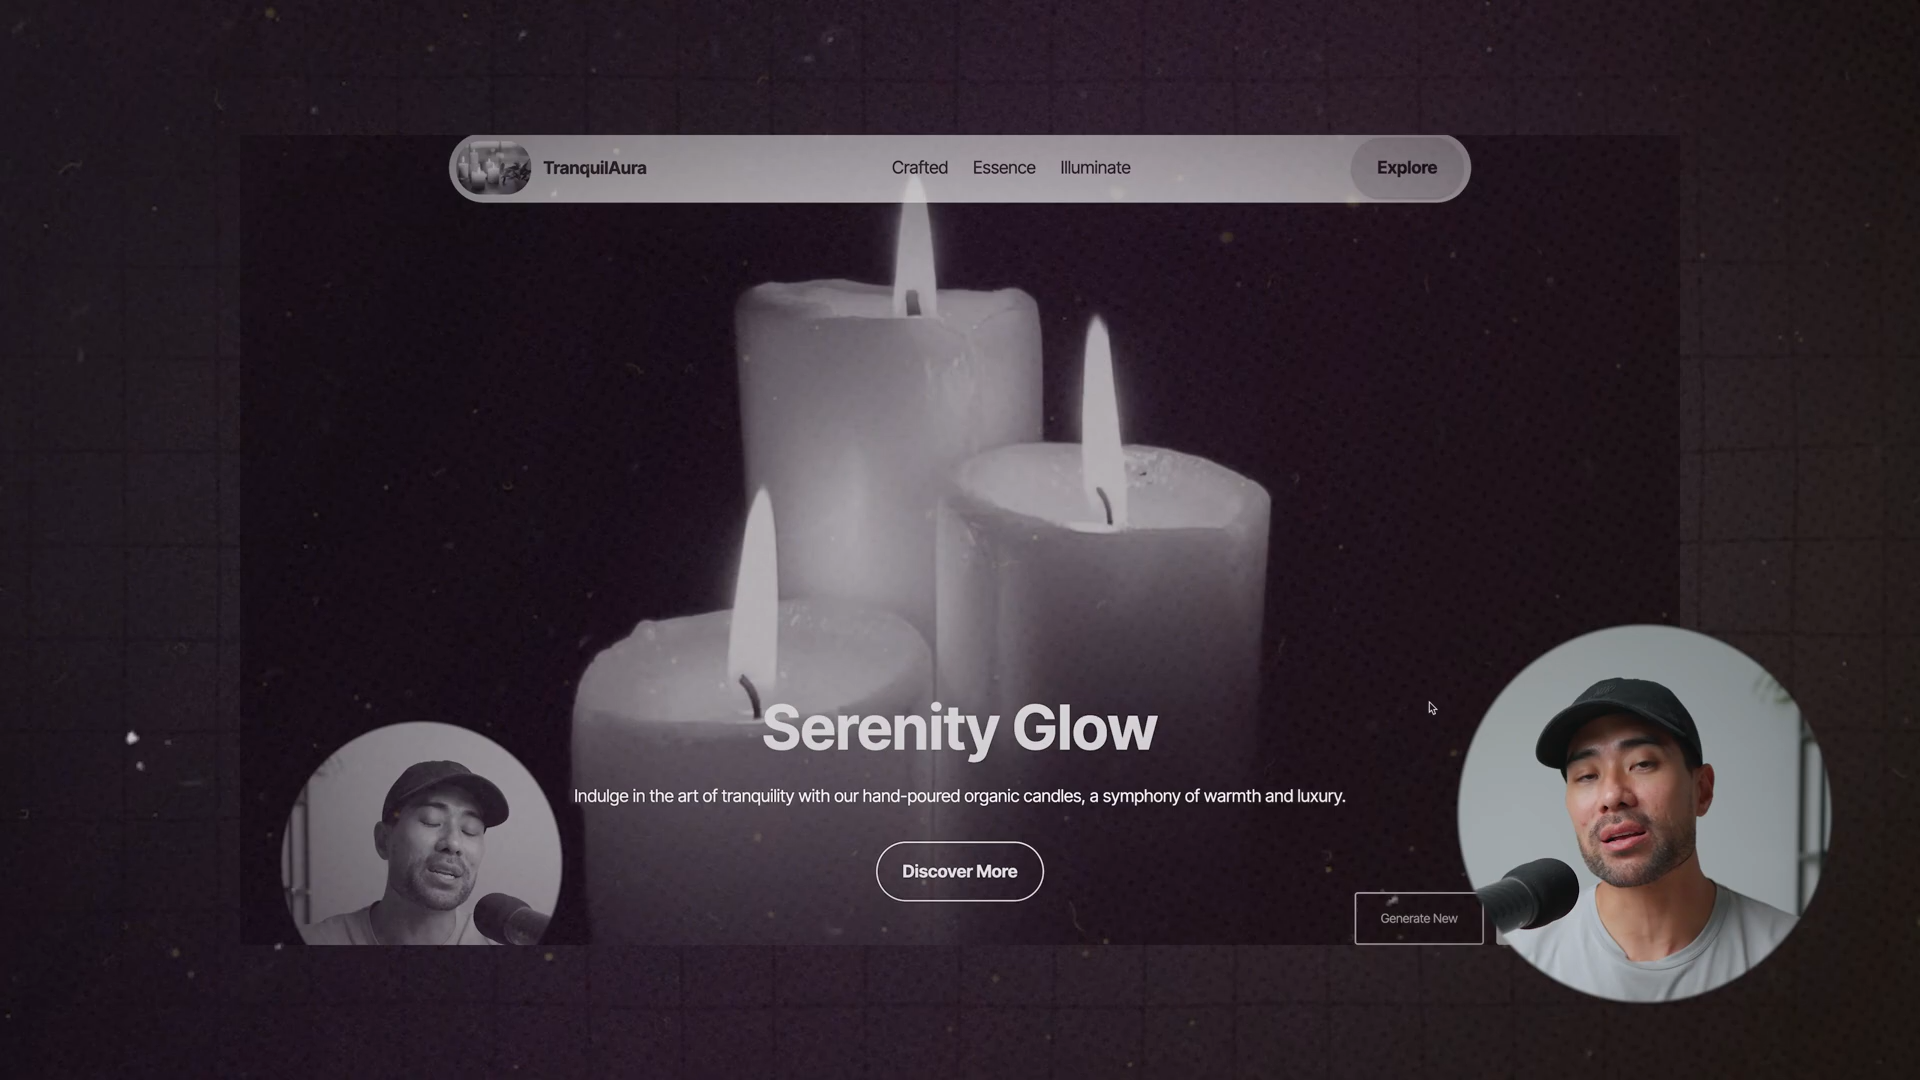 TranquilAura
Crafted Essence Illuminate
Explore
Serenity Glow
Indulge in the art of tranquility with our hand-poured organic candles, a symphony of warmth and luxury.
Discover More
Generate New